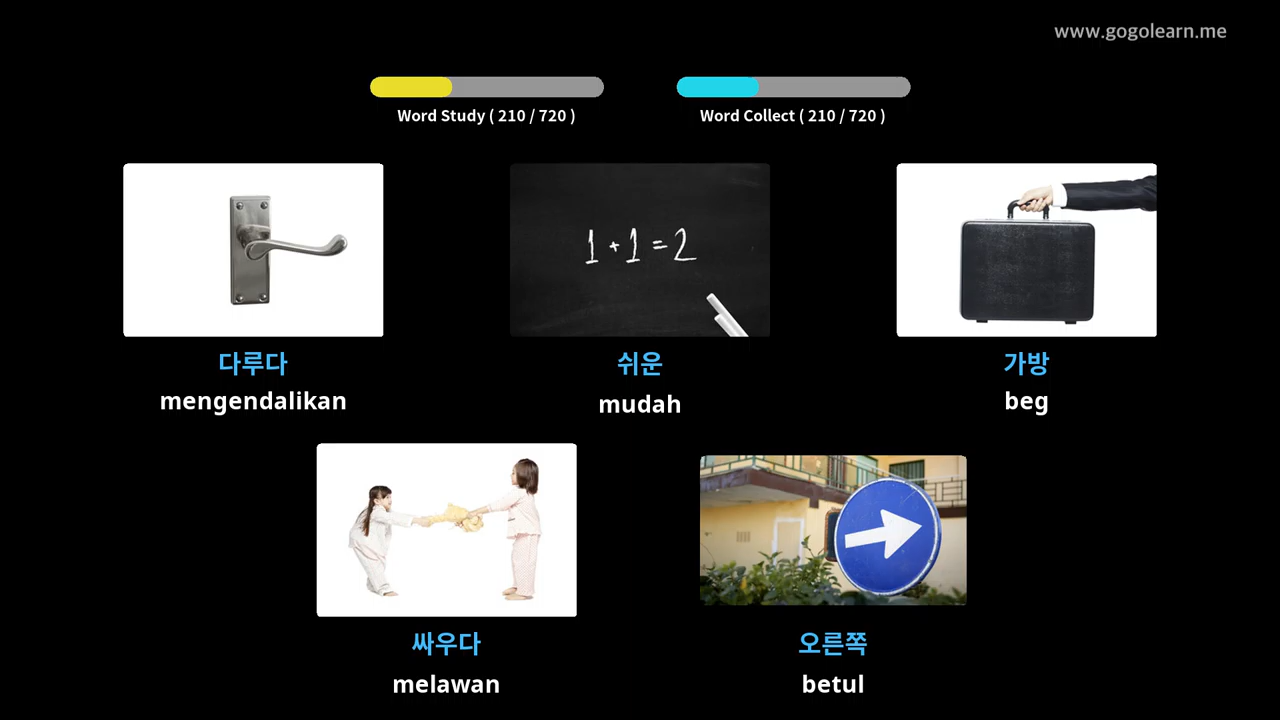 www.gogolearn.me
Word Study ( 210 / 720 )
Word Collect ( 210 / 720 )
1 + 1 = 2
다루다
mengendalikan
쉬운
mudah
가방
beg
싸우다
melawan
오른쪽
betul